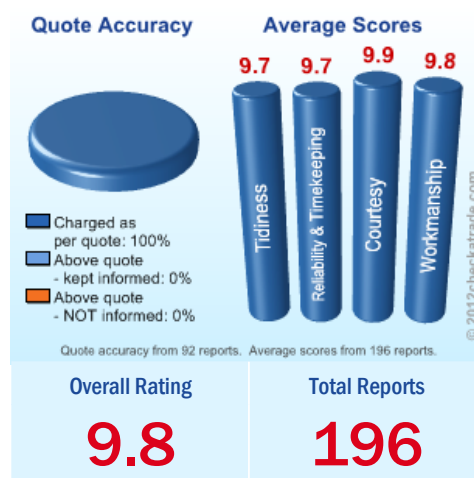 Quote Accuracy
Charged as
per quote: 100%
Above quote
- kept informed: 0%
Above quote
- NOT informed: 0%
Average Scores
9.7
9.7
9.9
9.8
Tidiness
Reliability & Timekeeping
Courtesy
Workmanship
© 2012checkatrade.com
Quote accuracy from 92 reports. Average scores from 196 reports.
Overall Rating
9.8
Total Reports
196